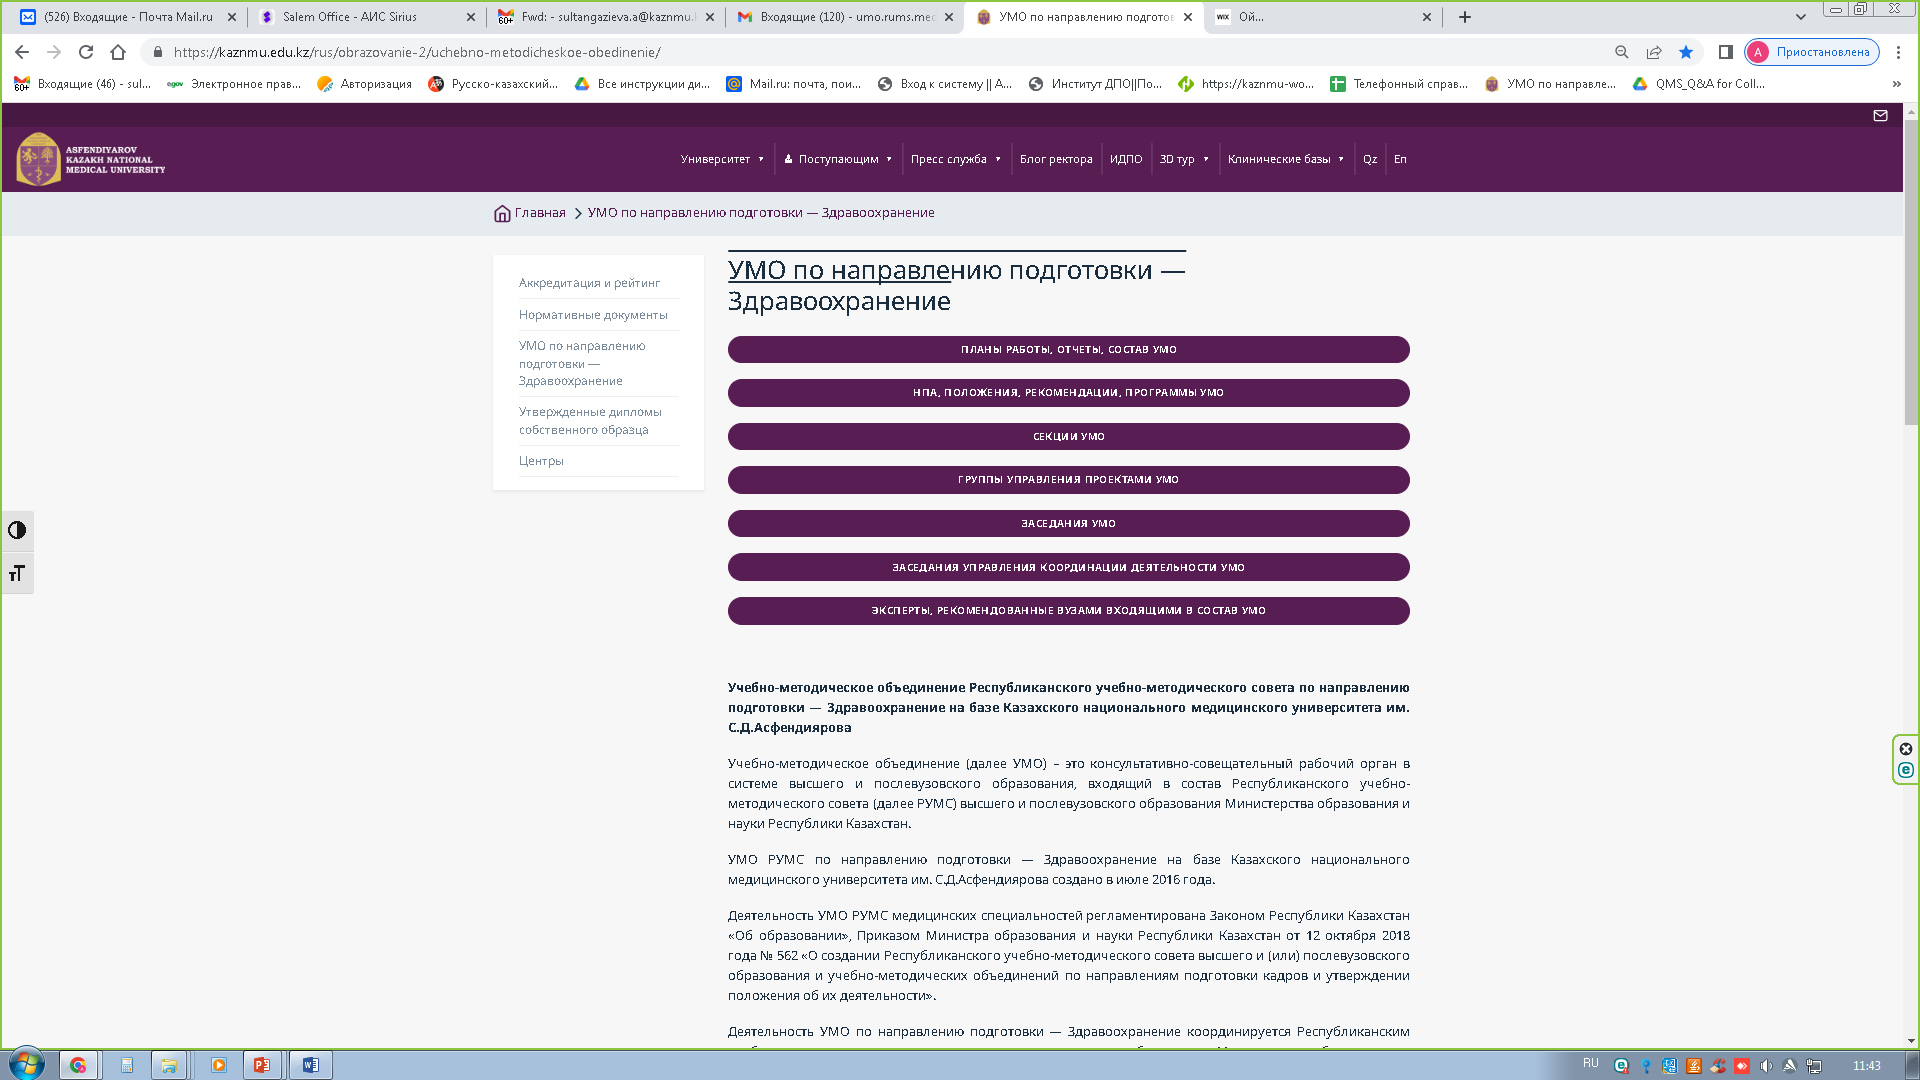 (526) Входящие - Почта Mail.ru
Salem Office - АИС Sirius
Fwd: - sultangazieva.a@kaznmu.
Входящие (120) - umo.rums.med
УМО по направлению подготов
WIX Ой...
https://kaznmu.edu.kz/rus/obrazovanie-2/uchebno-metodicheskoe-obedinenie/
A Приостановлена
Входящие (46) - sul...
egov Электронное прав...
Авторизация
Русско-казахский...
Все инструкции ди...
Mail.ru: почта, пои...
Вход к систему || А...
Институт ДПО||По...
https://kaznmu-wo...
Телефонный справ...
УМО по направле...
QMS_Q&A for Coll...
»
ASFENDIYAROV
KAZAKH NATIONAL
MEDICAL UNIVERSITY
Университет
Поступающим
Пресс служба
Блог ректора
ИДПО
3D тур
Клинические базы
Qz
En
Главная
УМО по направлению подготовки — Здравоохранение
Аккредитация и рейтинг
Нормативные документы
УМО по направлению
подготовки —
Здравоохранение
Утвержденные дипломы
собственного образца
Центры
УМО по направлению подготовки —
Здравоохранение
ПЛАНЫ РАБОТЫ, ОТЧЕТЫ, СОСТАВ УМО
НПА, ПОЛОЖЕНИЯ, РЕКОМЕНДАЦИИ, ПРОГРАММЫ УМО
СЕКЦИИ УМО
ГРУППЫ УПРАВЛЕНИЯ ПРОЕКТАМИ УМО
ЗАСЕДАНИЯ УМО
ЗАСЕДАНИЯ УПРАВЛЕНИЯ КООРДИНАЦИИ ДЕЯТЕЛЬНОСТИ УМО
ЭКСПЕРТЫ, РЕКОМЕНДОВАННЫЕ ВУЗАМИ ВХОДЯЩИМИ В СОСТАВ УМО
Учебно-методическое объединение Республиканского учебно-методического совета по направлению
подготовки — Здравоохранение на базе Казахского национального медицинского университета им.
С.Д.Асфендиярова
Учебно-методическое объединение (далее УМО) – это консультативно-совещательный рабочий орган в
системе высшего и послевузовского образования, входящий в состав Республиканского учебно-
методического совета (далее РУМС) высшего и послевузовского образования Министерства образования и
науки Республики Казахстан.
УМО РУМС по направлению подготовки — Здравоохранение на базе Казахского национального
медицинского университета им. С.Д.Асфендиярова создано в июле 2016 года.
Деятельность УМО РУМС медицинских специальностей регламентирована Законом Республики Казахстан
«Об образовании», Приказом Министра образования и науки Республики Казахстан от 12 октября 2018
года № 562 «О создании Республиканского учебно-методического совета высшего и (или) послевузовского
образования и учебно-методических объединений по направлениям подготовки кадров и утверждении
положения об их деятельности».
Деятельность УМО по направлению подготовки — Здравоохранение координируется Республиканским
RU
11:43